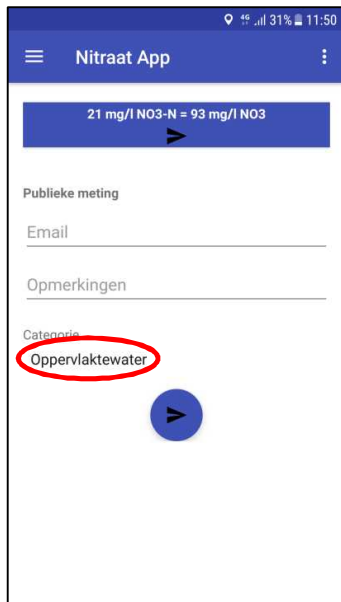 4G 31% 11:50
Nitraat App
21 mg/l NO3-N = 93 mg/l NO3
Publieke meting
Email
Opmerkingen
Categorie
Oppervlaktewater